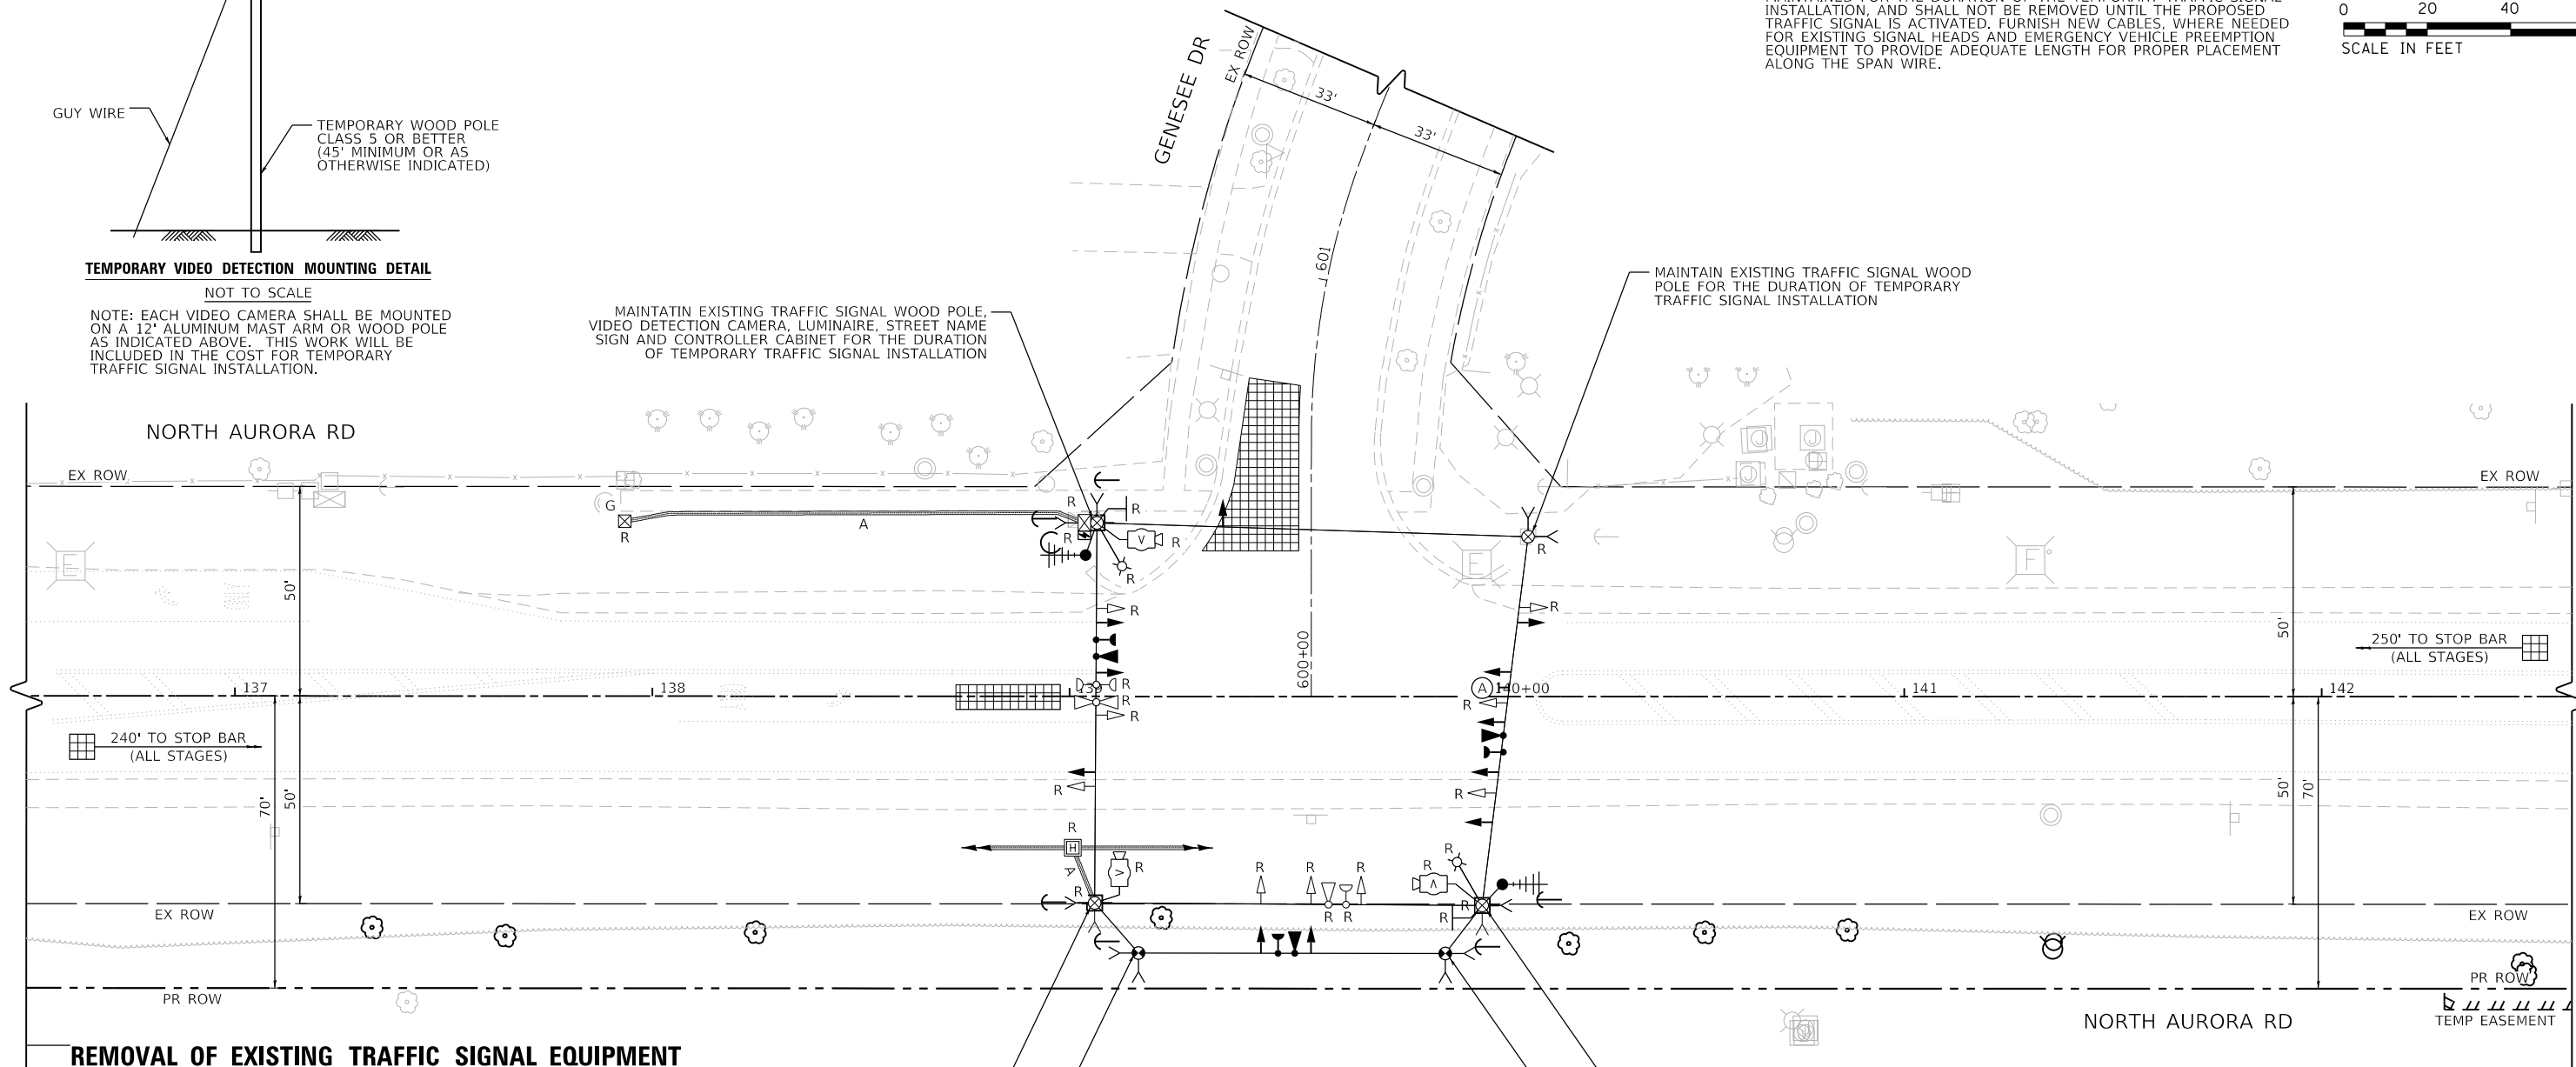 MAINTAINED FOR THE DURATION OF THE TEMPORARY TRAFFIC SIGNAL
INSTALLATION, AND SHALL NOT BE REMOVED UNTIL THE PROPOSED
TRAFFIC SIGNAL IS ACTIVATED. FURNISH NEW CABLES, WHERE NEEDED
FOR EXISTING SIGNAL HEADS AND EMERGENCY VEHICLE PREEMPTION
EQUIPMENT TO PROVIDE ADEQUATE LENGTH FOR PROPER PLACEMENT
ALONG THE SPAN WIRE.
0 20 40
SCALE IN FEET
GUY WIRE
TEMPORARY WOOD POLE
CLASS 5 OR BETTER
(45' MINIMUM OR AS
OTHERWISE INDICATED)
TEMPORARY VIDEO DETECTION MOUNTING DETAIL
NOT TO SCALE
NOTE: EACH VIDEO CAMERA SHALL BE MOUNTED
ON A 12' ALUMINUM MAST ARM OR WOOD POLE
AS INDICATED ABOVE. THIS WORK WILL BE
INCLUDED IN THE COST FOR TEMPORARY
TRAFFIC SIGNAL INSTALLATION.
GENESEE DR
EX ROW
33'
33'
601
MAINTATIN EXISTING TRAFFIC SIGNAL WOOD POLE,
VIDEO DETECTION CAMERA, LUMINAIRE, STREET NAME
SIGN AND CONTROLLER CABINET FOR THE DURATION
OF TEMPORARY TRAFFIC SIGNAL INSTALLATION
MAINTAIN EXISTING TRAFFIC SIGNAL WOOD
POLE FOR THE DURATION OF TEMPORARY
TRAFFIC SIGNAL INSTALLATION
NORTH AURORA RD
EX ROW
EX ROW
G
R
A
R
R
R
V
R
R
R
E
E
E
J
J
J
50'
50'
R
R
250' TO STOP BAR
(ALL STAGES)
600+00
137
138
139
R
R
R
A
140+00
R
141
142
240' TO STOP BAR
(ALL STAGES)
70'
50'
R
R
50'
70'
R
H
A
V
R
R
R
R
R
R
R
V
R
R
R
R
R
EX ROW
EX ROW
PR ROW
PR ROW
NORTH AURORA RD
TEMP EASEMENT
REMOVAL OF EXISTING TRAFFIC SIGNAL EQUIPMENT